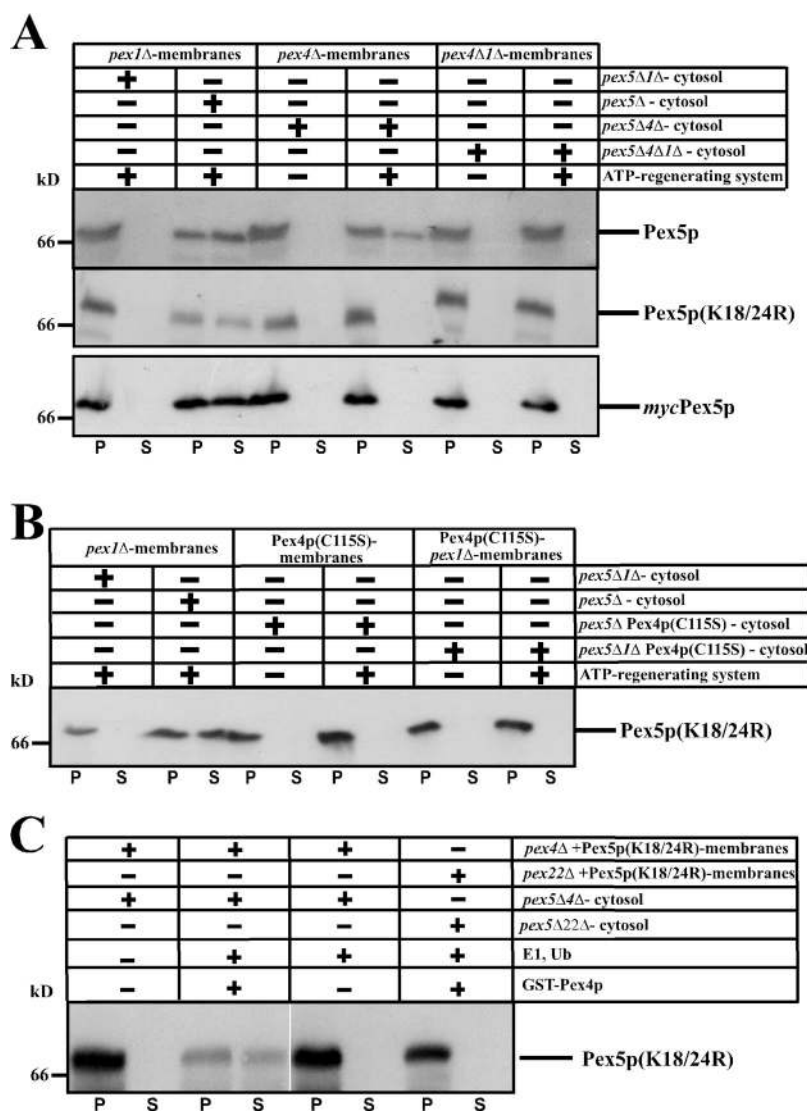 A
pex1Δ-membranes pex4Δ-membranes pex4Δ1Δ-membranes
+ − − − − − pex5Δ1Δ- cytosol
− + − − − − pex5Δ - cytosol
− − + + − − pex5Δ4Δ- cytosol
− − − − + + pex5Δ4Δ1Δ - cytosol
+ + − + − + ATP-regenerating system
kD
66 Pex5p
66 Pex5p(K18/24R)
66 mycPex5p
P S P S P S P S P S P S
B
pex1Δ-membranes Pex4p(C115S)- Pex4p(C115S)-
membranes pex1Δ-membranes
+ − − − − − pex5Δ1Δ- cytosol
− + − − − − pex5Δ - cytosol
− − + + − − pex5Δ Pex4p(C115S) - cytosol
− − − − + + pex5Δ1Δ Pex4p(C115S) - cytosol
+ + − + − + ATP-regenerating system
kD
66 Pex5p(K18/24R)
P S P S P S P S P S P S
C
+ + + − pex4Δ +Pex5p(K18/24R)-membranes
− − − + pex22Δ +Pex5p(K18/24R)-membranes
+ + + − pex5Δ4Δ- cytosol
− − − + pex5Δ22Δ- cytosol
− + + + E1, Ub
− + − + GST-Pex4p
kD
66 Pex5p(K18/24R)
P S P S P S P S